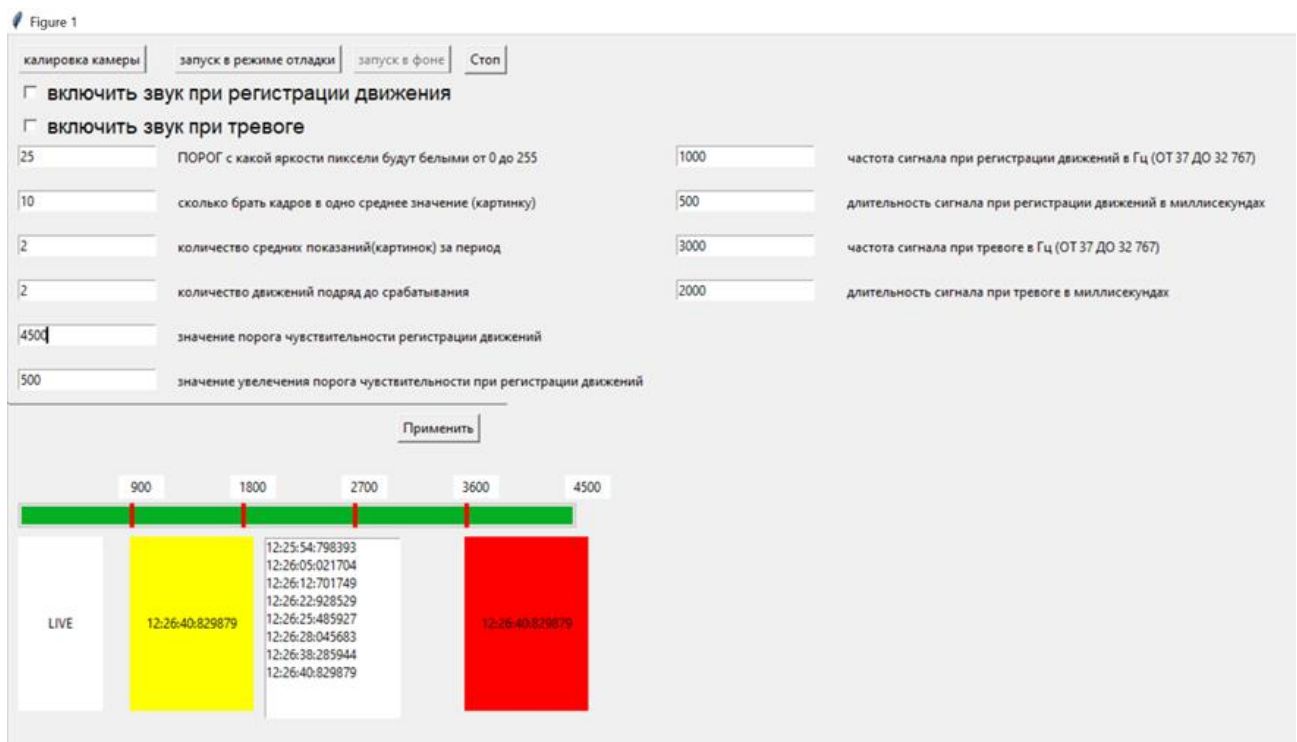 Figure 1
калировка камеры запуск в режиме отладки запуск в фоне Стоп
включить звук при регистрации движения
включить звук при тревоге
25 ПОРОГ с какой яркости пиксели будут белыми от 0 до 255 1000 частота сигнала при регистрации движений в Гц (ОТ 37 ДО 32 767)
10 сколько брать кадров в одно среднее значение (картинку) 500 длительность сигнала при регистрации движений в миллисекундах
2 количество средних показаний(картинок) за период 3000 частота сигнала при тревоге в Гц (ОТ 37 ДО 32 767)
2 количество движений подряд до срабатывания 2000 длительность сигнала при тревоге в миллисекундах
4500 значение порога чувствительности регистрации движений
500 значение увелечения порога чувствительности при регистрации движений
Применить
900 1800 2700 3600 4500
12:25:54:798393
12:26:05:021704
12:26:12:701749
12:26:22:928529
12:26:25:485927
LIVE 12:26:40:829879 12:26:40:829879
12:26:28:045683
12:26:38:285944
12:26:40:829879